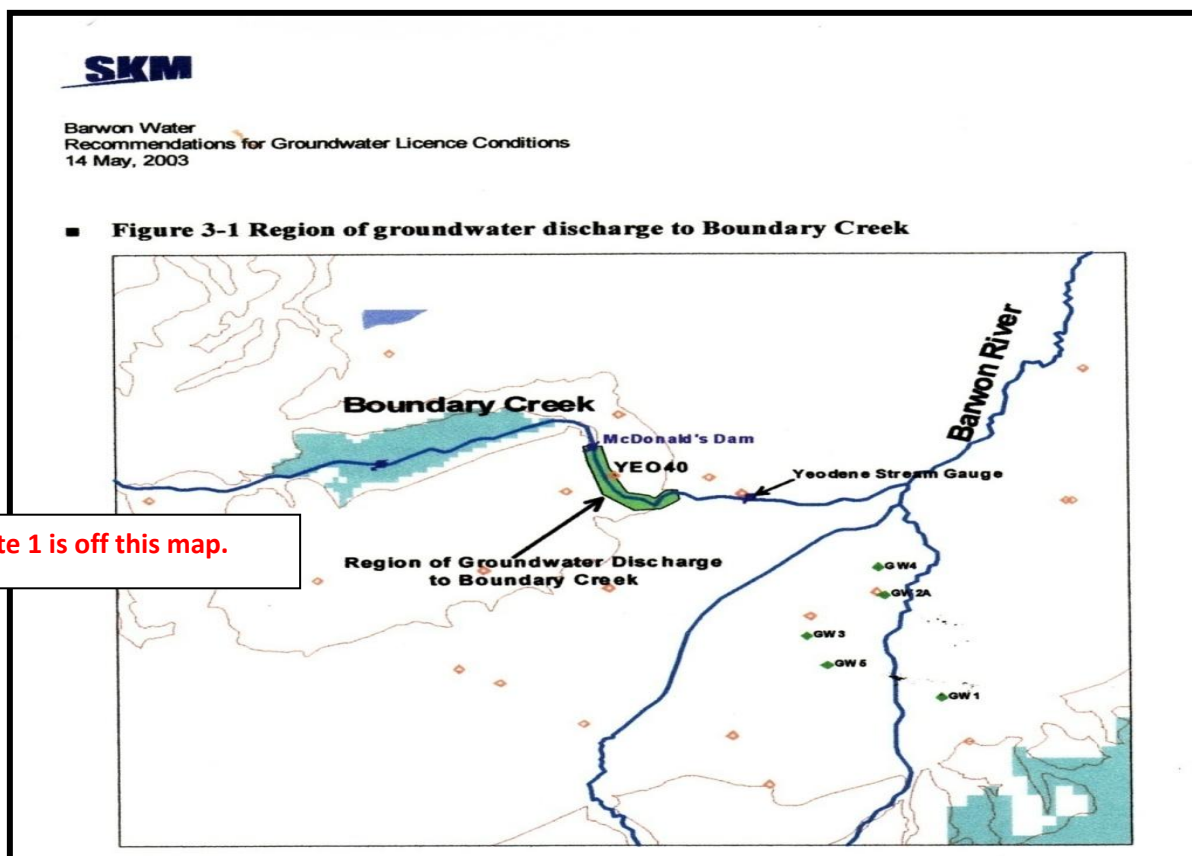 SKM
Barwon Water
Recommendations for Groundwater Licence Conditions
14 May, 2003
■ Figure 3-1 Region of groundwater discharge to Boundary Creek
Barwon River
Boundary Creek
McDonald's Dam
YEO40
Yeodene Stream Gauge
te 1 is off this map.
Region of Groundwater Discharge
to Boundary Creek
GW4
GW2A
GW3
GW5
GW1